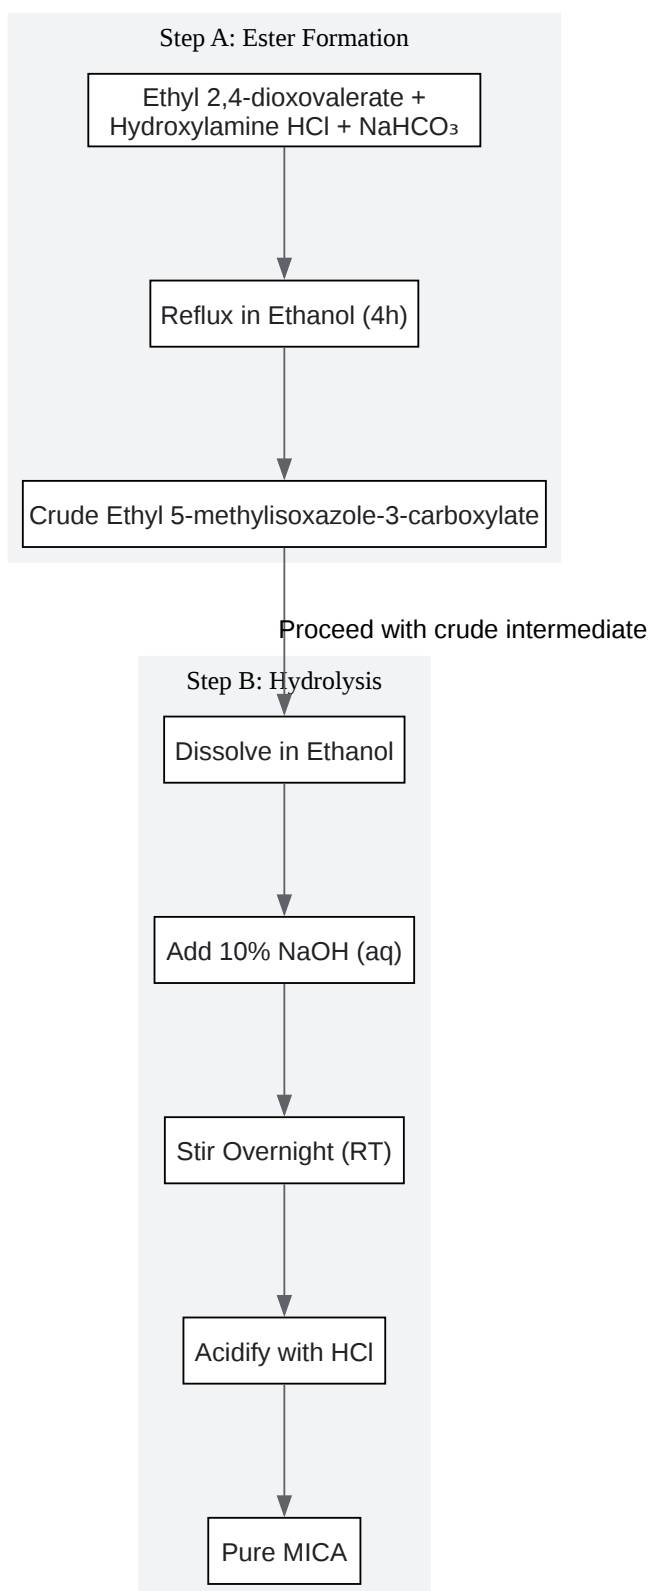 Step A: Ester Formation
Ethyl 2,4-dioxovalerate +
Hydroxylamine HCl + NaHCO₃
Reflux in Ethanol (4h)
Crude Ethyl 5-methylisoxazole-3-carboxylate
Proceed with crude intermediate
Step B: Hydrolysis
Dissolve in Ethanol
Add 10% NaOH (aq)
Stir Overnight (RT)
Acidify with HCl
Pure MICA